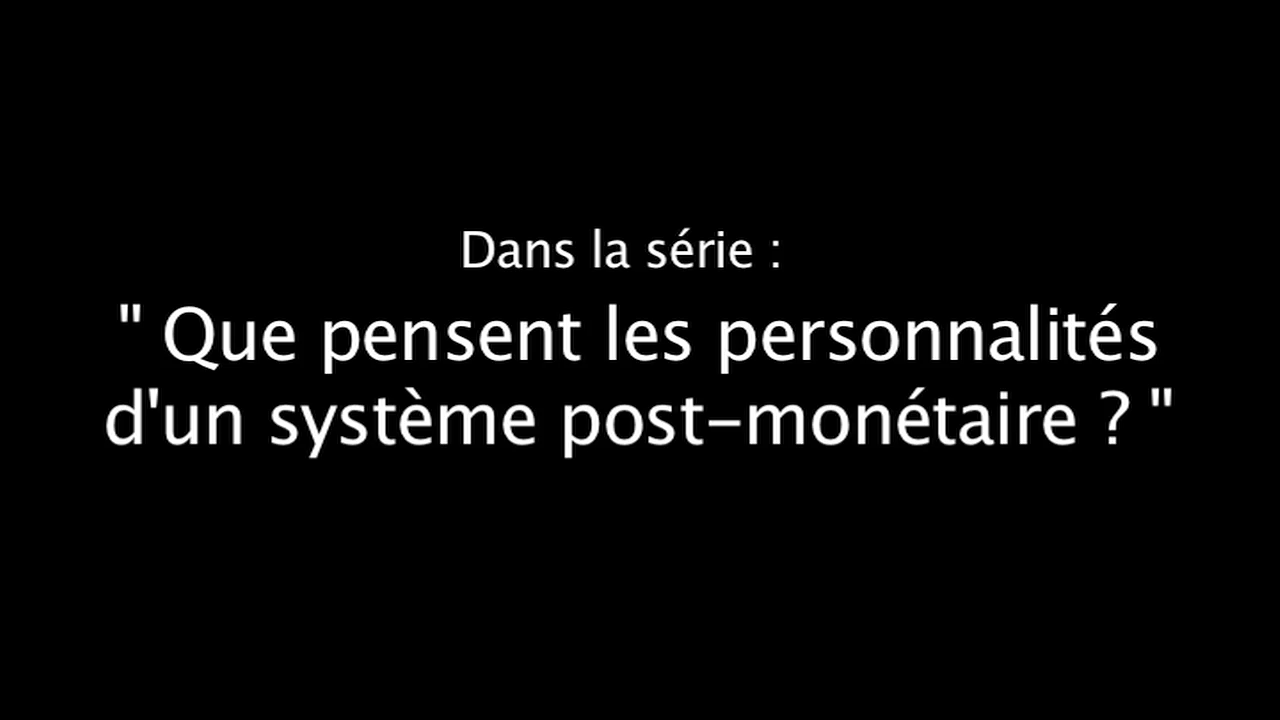 Dans la série :
" Que pensent les personnalités
d'un système post-monétaire ? "